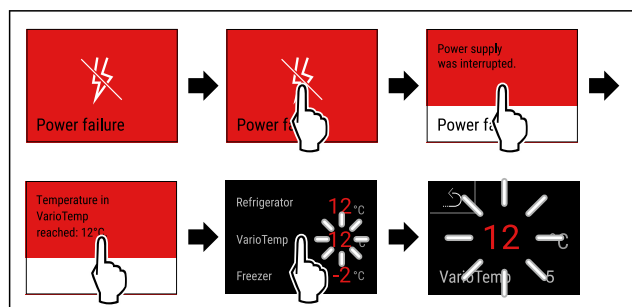 Power failure
Power fa
Power supply
was interrupted.
Power fa
Temperature in
VarioTemp
reached: 12°C
Refrigerator 12°C
VarioTemp 12°C
Freezer -2°C
12 °C
VarioTemp 5